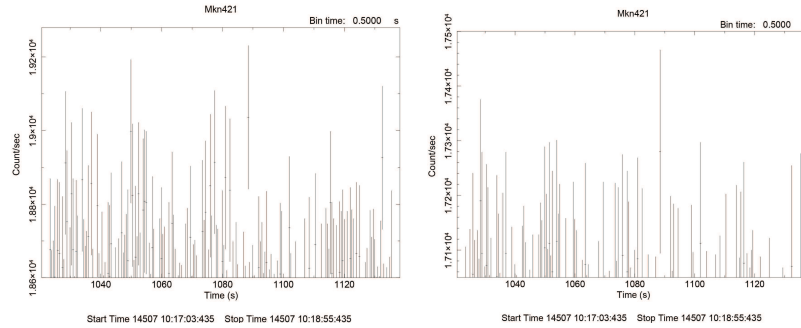 Mkn421
Bin time: 0.5000 s
Count/sec
1.92×10⁴
1.9×10⁴
1.88×10⁴
1.86×10⁴
1040 1060 1080 1100 1120
Time (s)
Start Time 14507 10:17:03:435 Stop Time 14507 10:18:55:435
Mkn421
Bin time: 0.5000
Count/sec
1.75×10⁴
1.74×10⁴
1.73×10⁴
1.72×10⁴
1.71×10⁴
1040 1060 1080 1100 1120
Time (s)
Start Time 14507 10:17:03:435 Stop Time 14507 10:18:55:435